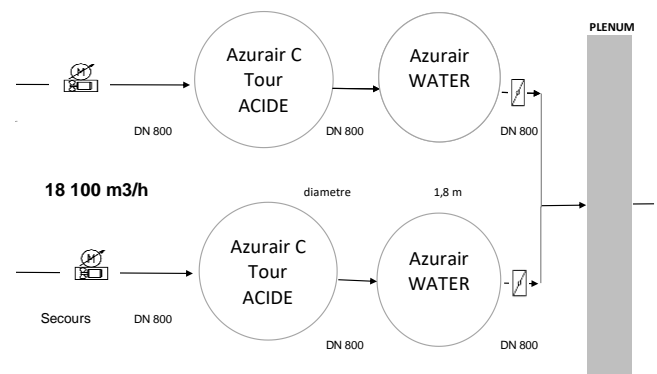 PLENUM
Azurair C
Tour
ACIDE
Azurair
WATER
M
DN 800
DN 800
DN 800
18 100 m3/h
diametre
1,8 m
Azurair C
Tour
ACIDE
Azurair
WATER
M
Secours
DN 800
DN 800
DN 800